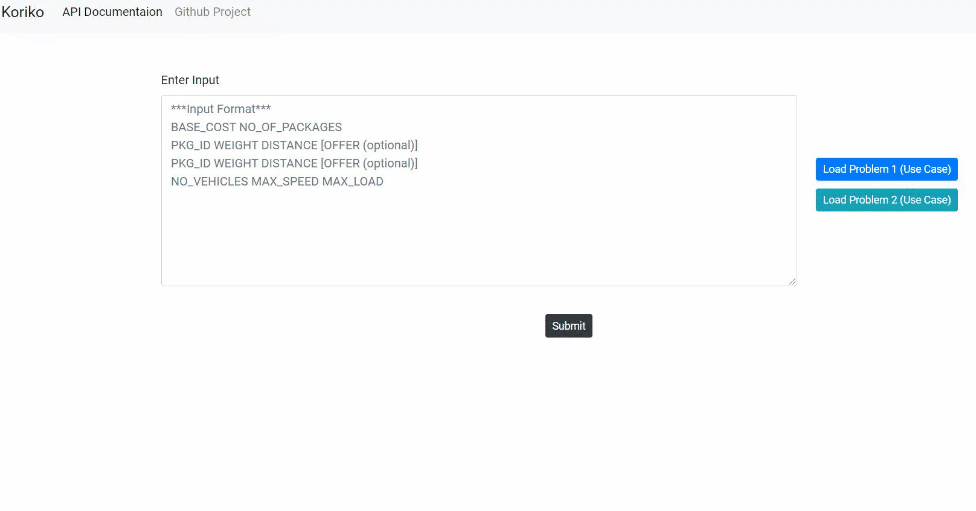 Koriko API Documentaion Github Project
Enter Input
***Input Format***
BASE_COST NO_OF_PACKAGES
PKG_ID WEIGHT DISTANCE [OFFER (optional)]
PKG_ID WEIGHT DISTANCE [OFFER (optional)]
NO_VEHICLES MAX_SPEED MAX_LOAD
Load Problem 1 (Use Case)
Load Problem 2 (Use Case)
Submit